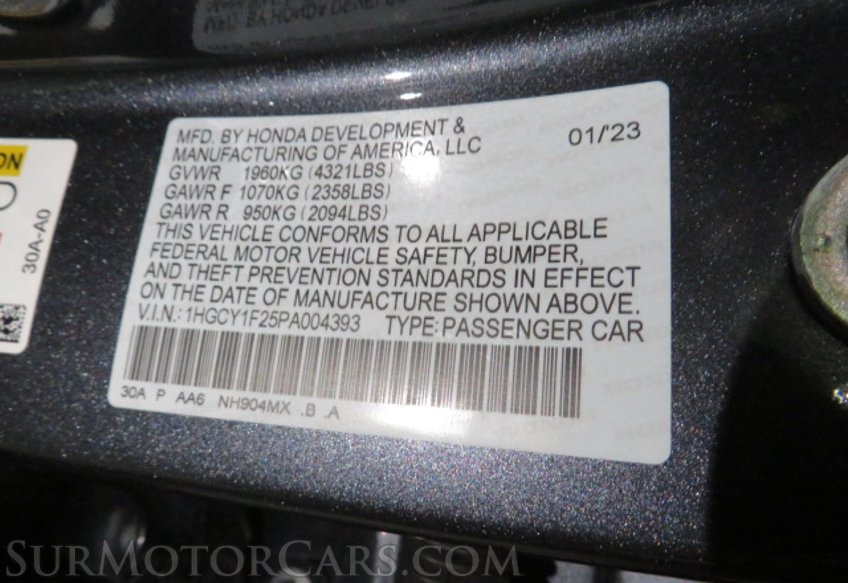 MFD. BY HONDA DEVELOPMENT &
MANUFACTURING OF AMERICA, LLC 01/'23
GVWR 1960KG (4321LBS)
GAWR F 1070KG (2358LBS)
GAWR R 950KG (2094LBS)
THIS VEHICLE CONFORMS TO ALL APPLICABLE
FEDERAL MOTOR VEHICLE SAFETY, BUMPER,
AND THEFT PREVENTION STANDARDS IN EFFECT
ON THE DATE OF MANUFACTURE SHOWN ABOVE.
V.I.N.: 1HGCY1F25PA004393 TYPE: PASSENGER CAR
30A P AA6 NH904MX .B .A
30A-A0
SURMOTORCARS.COM